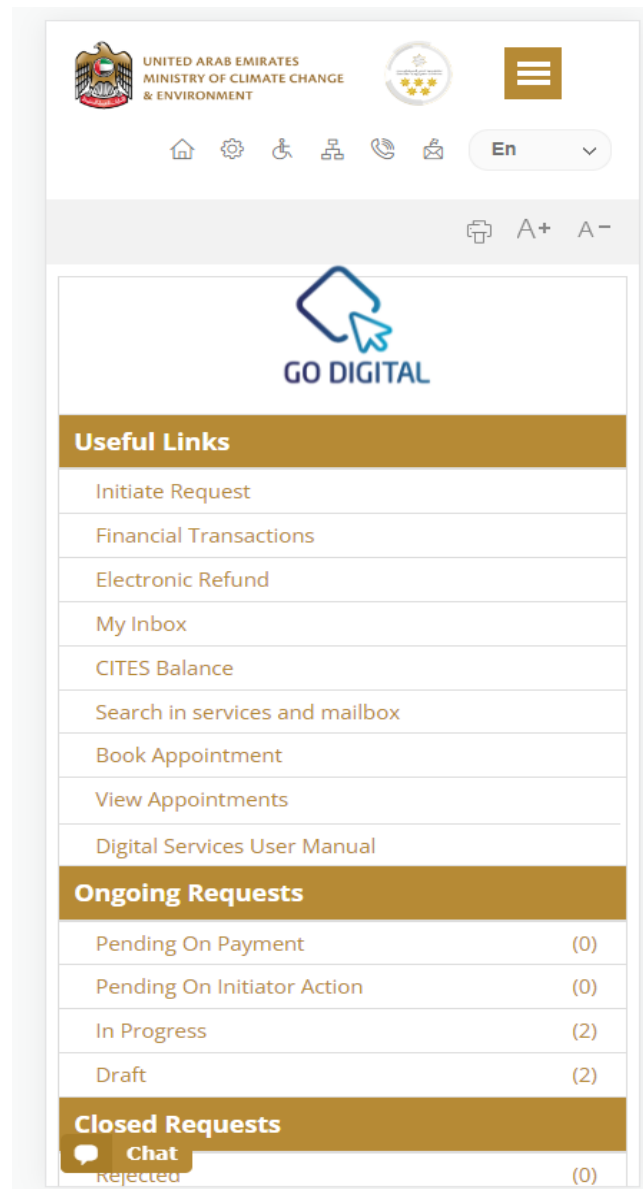 UNITED ARAB EMIRATES
MINISTRY OF CLIMATE CHANGE
& ENVIRONMENT
En
A+ A-
GO DIGITAL
Useful Links
Initiate Request
Financial Transactions
Electronic Refund
My Inbox
CITES Balance
Search in services and mailbox
Book Appointment
View Appointments
Digital Services User Manual
Ongoing Requests
Pending On Payment (0)
Pending On Initiator Action (0)
In Progress (2)
Draft (2)
Closed Requests
Chat
Rejected (0)